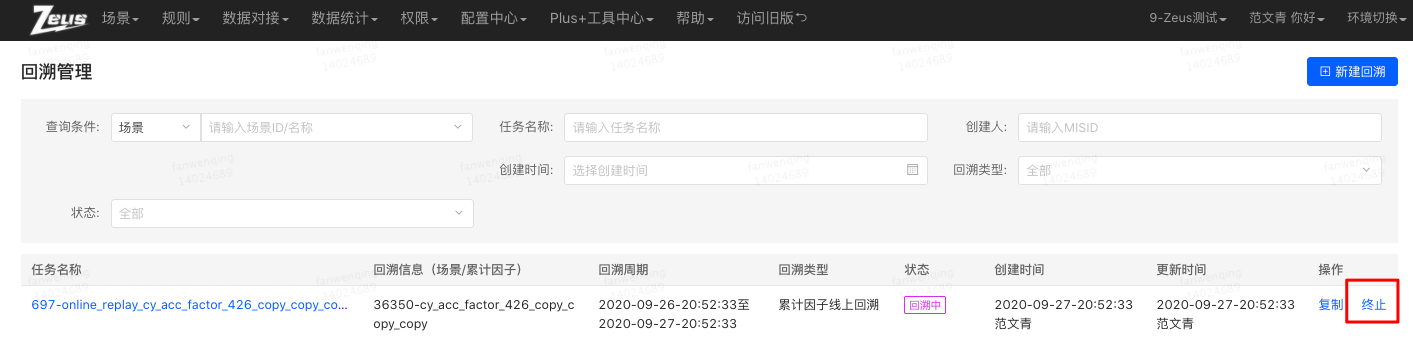 Zeus 场景 规则 数据对接 数据统计 权限 配置中心 Plus+工具中心 帮助 访问旧版 9-Zeus测试 范文青 你好 环境切换
回溯管理
新建回溯
查询条件: 场景 请输入场景ID/名称 任务名称: 请输入任务名称 创建人: 请输入MISID
创建时间: 选择创建时间 回溯类型: 全部
状态: 全部
任务名称 回溯信息（场景/累计因子） 回溯周期 回溯类型 状态 创建时间 更新时间 操作
697-online_replay_cy_acc_factor_426_copy_copy_co... 36350-cy_acc_factor_426_copy_c 2020-09-26-20:52:33至 累计因子线上回溯 回溯中 2020-09-27-20:52:33 2020-09-27-20:52:33 复制 终止
opy_copy 2020-09-27-20:52:33 范文青 范文青
fanwenqing
14024689